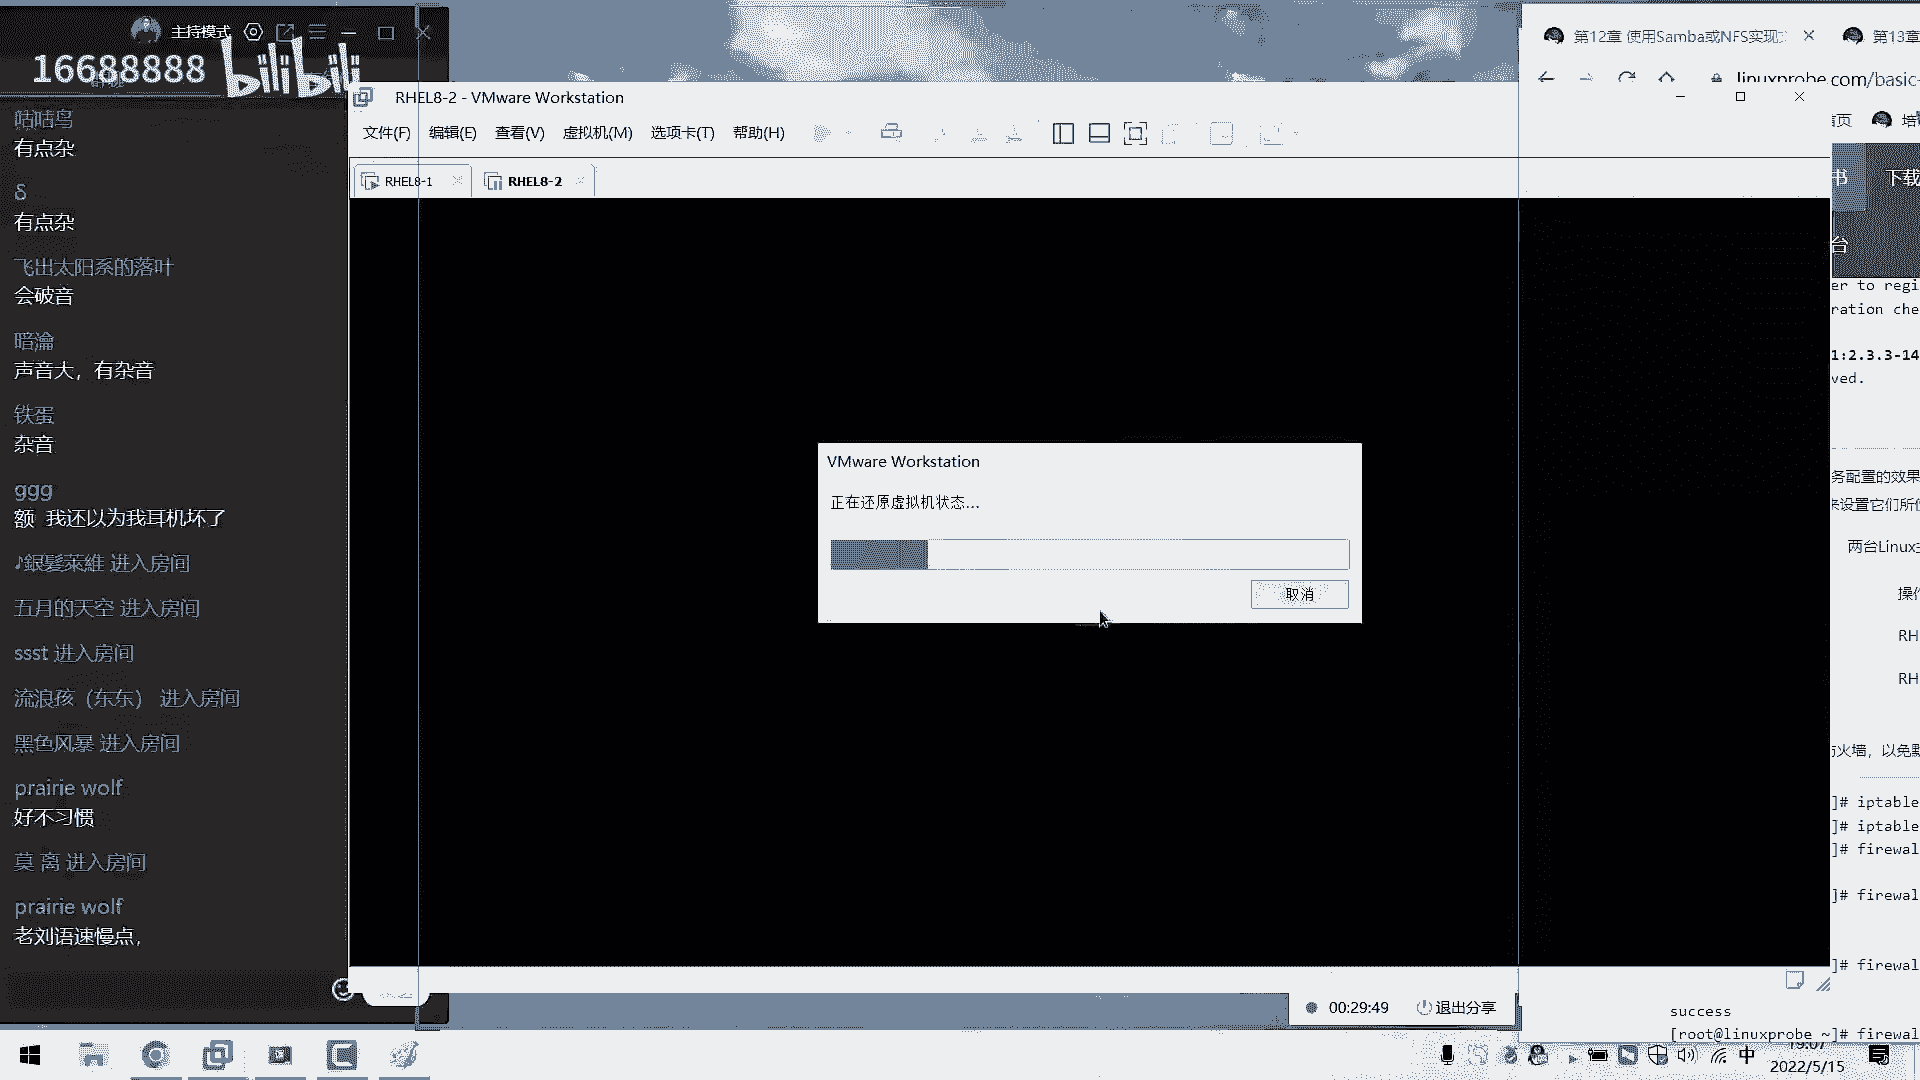 主持模式
16688888 bilibili
咕咕鸟
有点杂
δ
有点杂
飞出太阳系的落叶
会破音
暗瀹
声音大，有杂音
铁蛋
杂音
ggg
额 我还以为我耳机坏了
♪銀髮萊維 进入房间
五月的天空 进入房间
ssst 进入房间
流浪孩（东东） 进入房间
黑色风暴 进入房间
prairie wolf
好不习惯
莫 离 进入房间
prairie wolf
老刘语速慢点，
RHEL8-2 - VMware Workstation
文件(F) 编辑(E) 查看(V) 虚拟机(M) 选项卡(T) 帮助(H)
RHEL8-1 RHEL8-2
VMware Workstation
正在还原虚拟机状态...
取消
00:29:49 退出分享
第12章 使用Samba或NFS实现 第13章
linuxprobe.com/basic-
首页
书 下载
台
er to regi
ration che
1:2.3.3-14
ved.
务配置的效果
来设置它们所使
两台Linux主
操作
RH
RH
防火墙，以免默
]# iptable
]# iptable
]# firewal
]# firewal
]# firewal
success
[root@linuxprobe ~]# firewal
中
19:07
2022/5/15